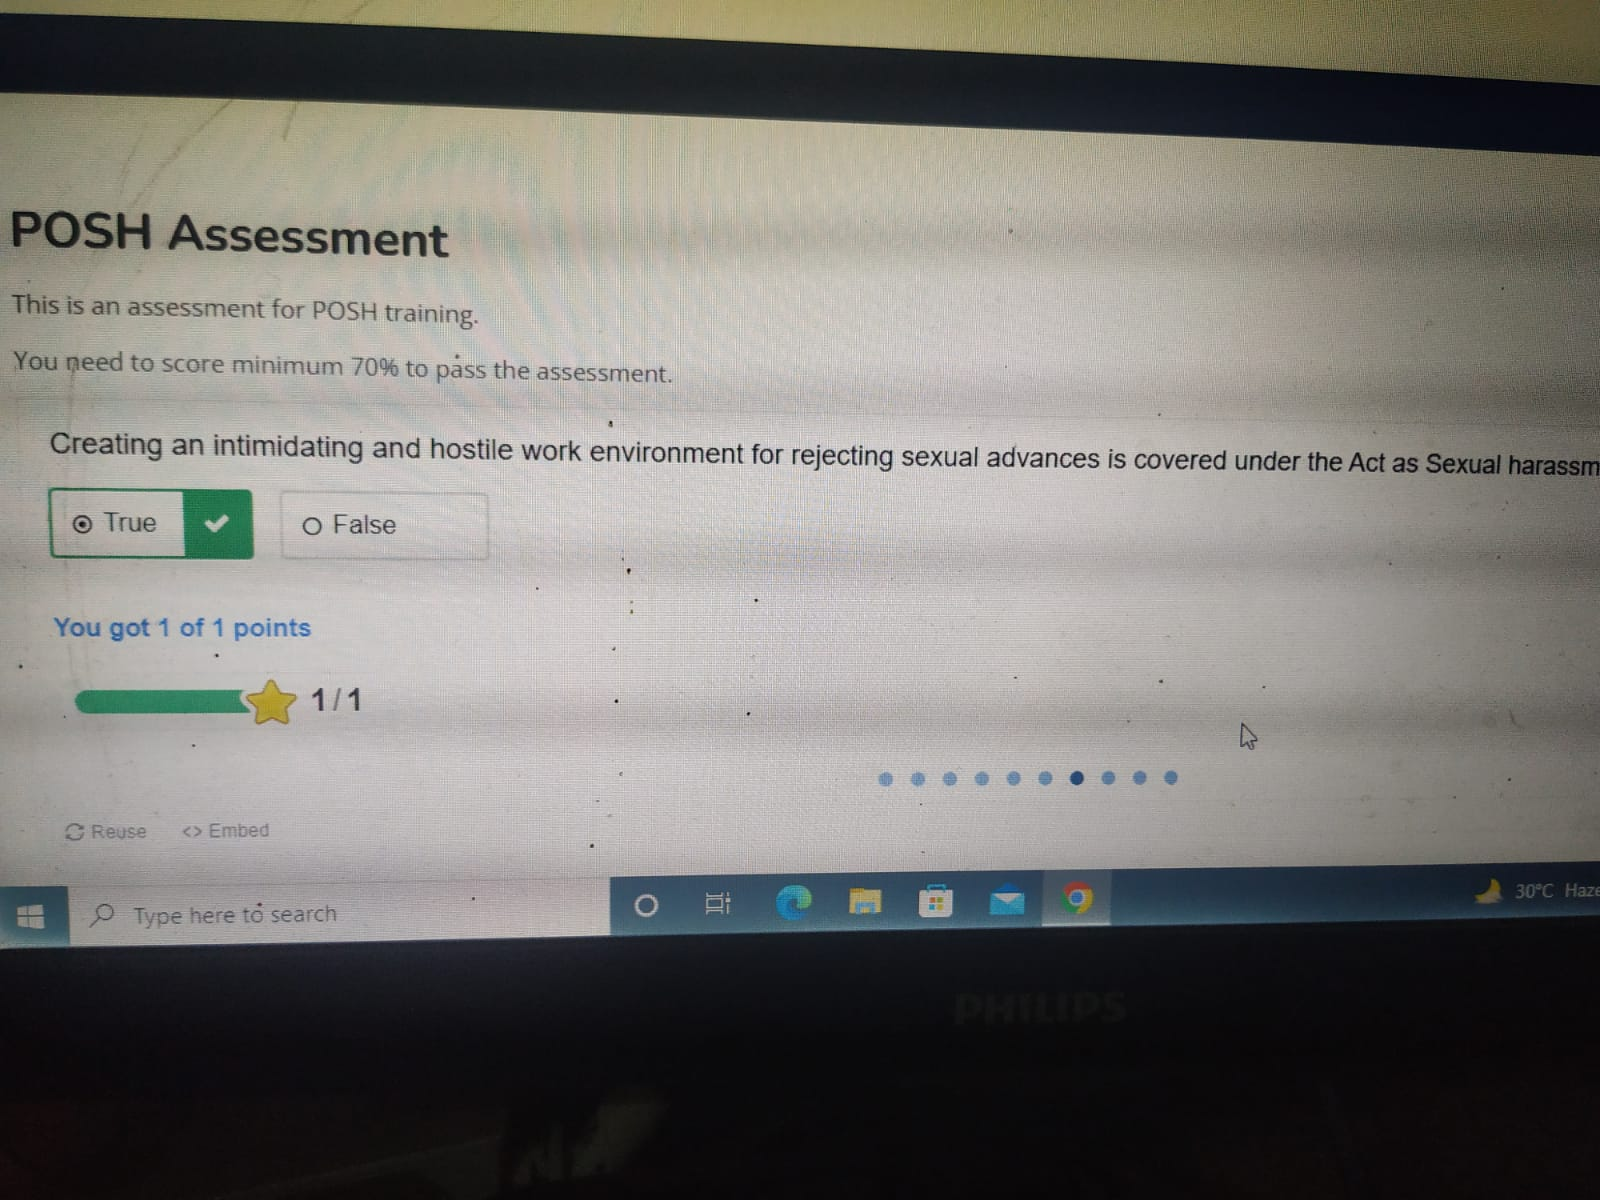 POSH Assessment
This is an assessment for POSH training.
You need to score minimum 70% to pass the assessment.
Creating an intimidating and hostile work environment for rejecting sexual advances is covered under the Act as Sexual harassm
True
False
You got 1 of 1 points
1/1
Reuse <> Embed
Type here to search
30°C Haze
PHILIPS